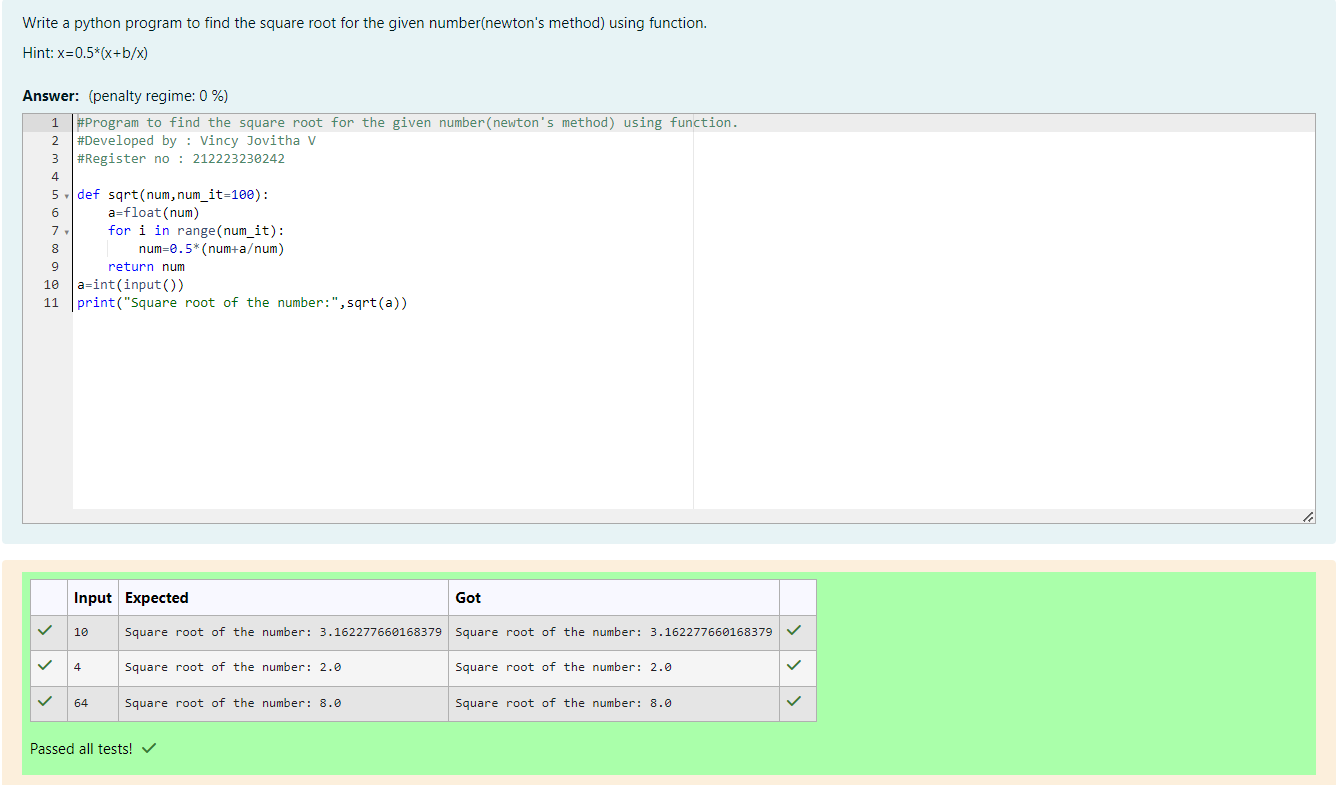 Write a python program to find the square root for the given number(newton's method) using function.
Hint: x=0.5*(x+b/x)
Answer: (penalty regime: 0 %)
1 #Program to find the square root for the given number(newton's method) using function.
2 #Developed by : Vincy Jovitha V
3 #Register no : 212223230242
4
5 def sqrt(num,num_it=100):
6     a=float(num)
7     for i in range(num_it):
8         num=0.5*(num+a/num)
9     return num
10 a=int(input())
11 print("Square root of the number:",sqrt(a))
Input Expected Got
10 Square root of the number: 3.162277660168379 Square root of the number: 3.162277660168379
4 Square root of the number: 2.0 Square root of the number: 2.0
64 Square root of the number: 8.0 Square root of the number: 8.0
Passed all tests!